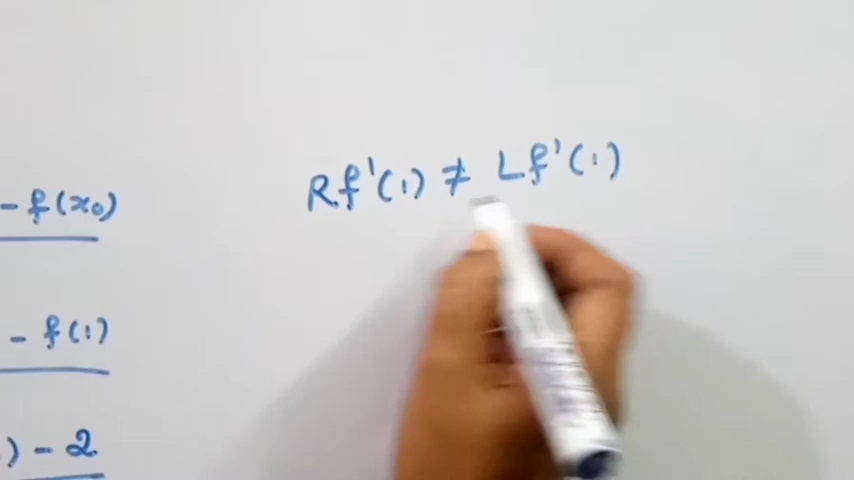 Rf'(1) ≠ Lf'(1)
- f(x₀)
- f(1)
) - 2